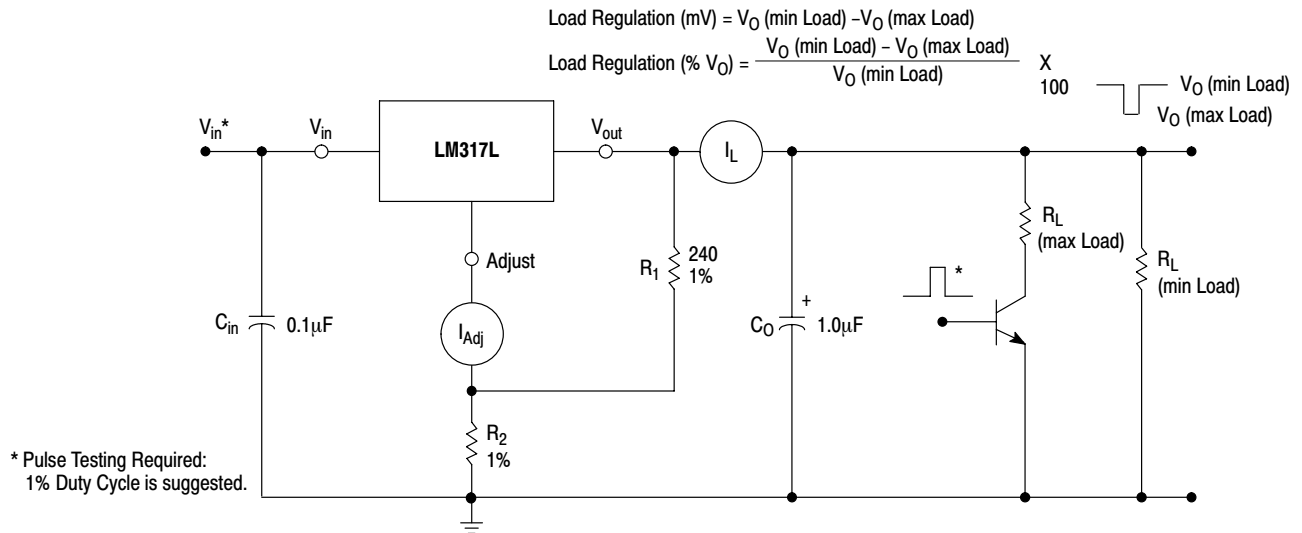 Load Regulation (mV) = VO (min Load) –VO (max Load)
Load Regulation (% VO) = VO (min Load) – VO (max Load)
VO (min Load)
X
100
VO (min Load)
VO (max Load)
Vin*
Vin
LM317L
Vout
IL
Adjust
R1
240
1%
RL
(max Load)
RL
(min Load)
*
Cin
0.1µF
IAdj
CO
+
1.0µF
R2
1%
* Pulse Testing Required:
1% Duty Cycle is suggested.